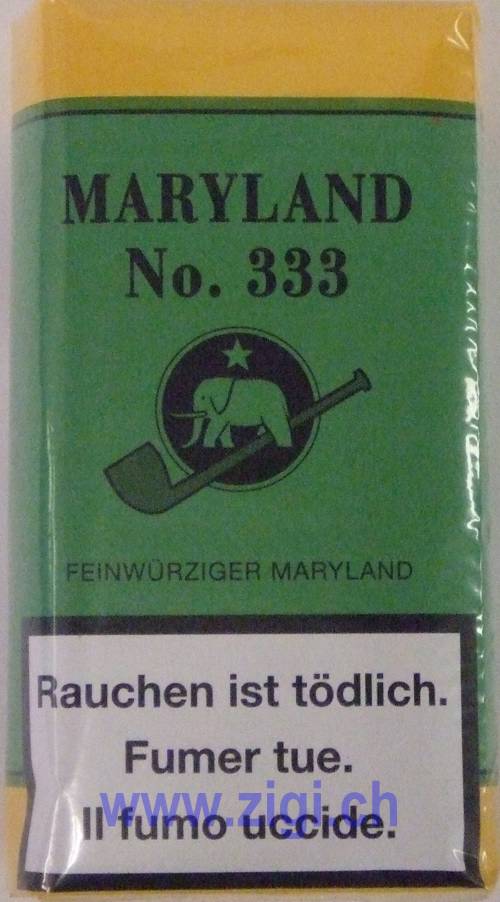 MARYLAND
No. 333
FEINWÜRZIGER MARYLAND
Rauchen ist tödlich.
Fumer tue.
www.zigi.ch
Il fumo uccide.